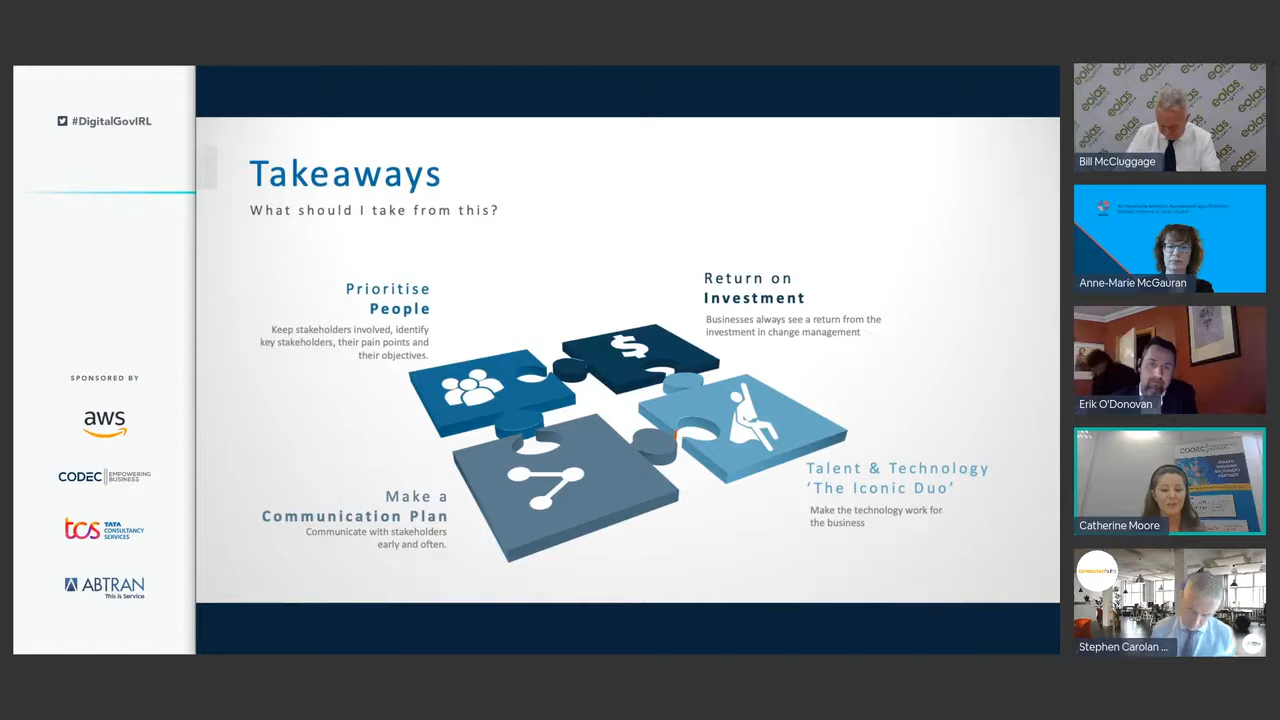 #DigitalGovIRL
SPONSORED BY
aws
CODEC EMPOWERING BUSINESS
tcs TATA CONSULTANCY SERVICES
ABTRAN
This is Service
Takeaways
What should I take from this?
Prioritise
People
Keep stakeholders involved, identify
key stakeholders, their pain points and
their objectives.
Return on
Investment
Businesses always see a return from the
investment in change management
Make a
Communication Plan
Communicate with stakeholders
early and often.
Talent & Technology
‘The Iconic Duo’
Make the technology work for
the business
eolas
Bill McCluggage
Anne-Marie McGauran
Erik O'Donovan
CODEC
Catherine Moore
connectedhubs
Stephen Carolan ...